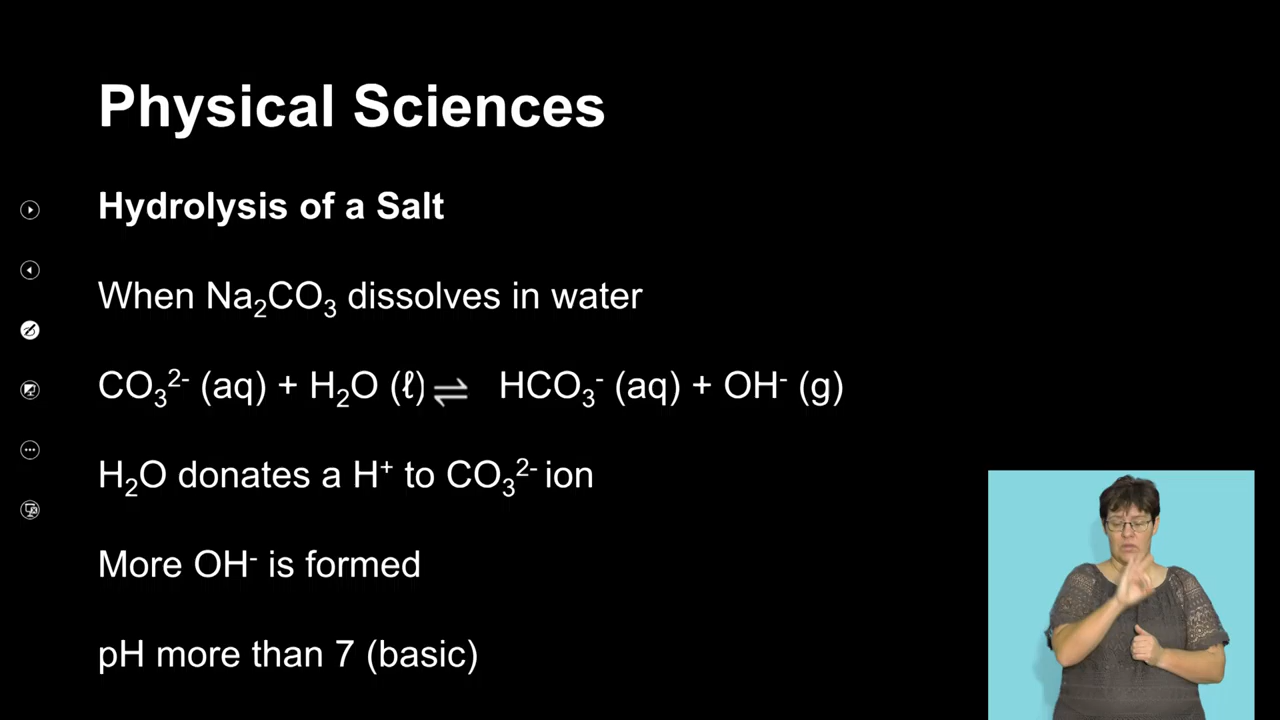 Physical Sciences
Hydrolysis of a Salt
When Na₂CO₃ dissolves in water
CO₃²⁻ (aq) + H₂O (ℓ) ⇌ HCO₃⁻ (aq) + OH⁻ (g)
H₂O donates a H⁺ to CO₃²⁻ ion
More OH⁻ is formed
pH more than 7 (basic)